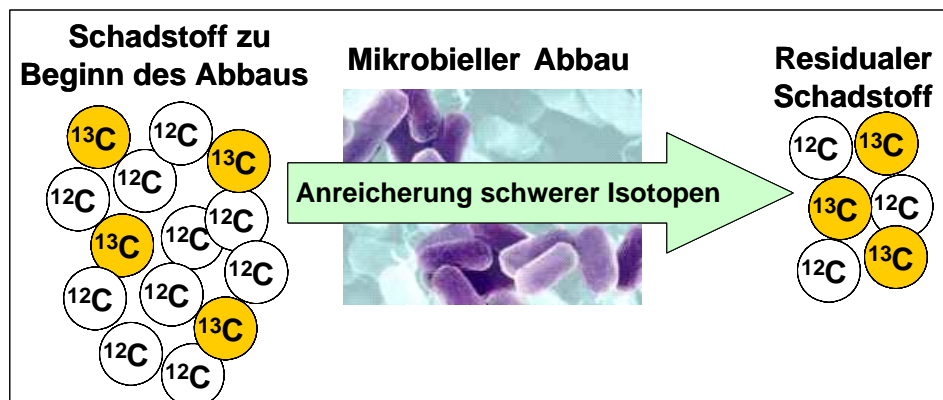 Schadstoff zu
Beginn des Abbaus
Mikrobieller Abbau
Residualer
Schadstoff
Anreicherung schwerer Isotopen
¹³C
¹²C
¹³C
¹²C
¹²C
¹²C
¹²C
¹³C
¹²C
¹²C
¹²C
¹³C
¹²C
¹²C
¹²C
¹³C
¹³C
¹²C
¹²C
¹³C